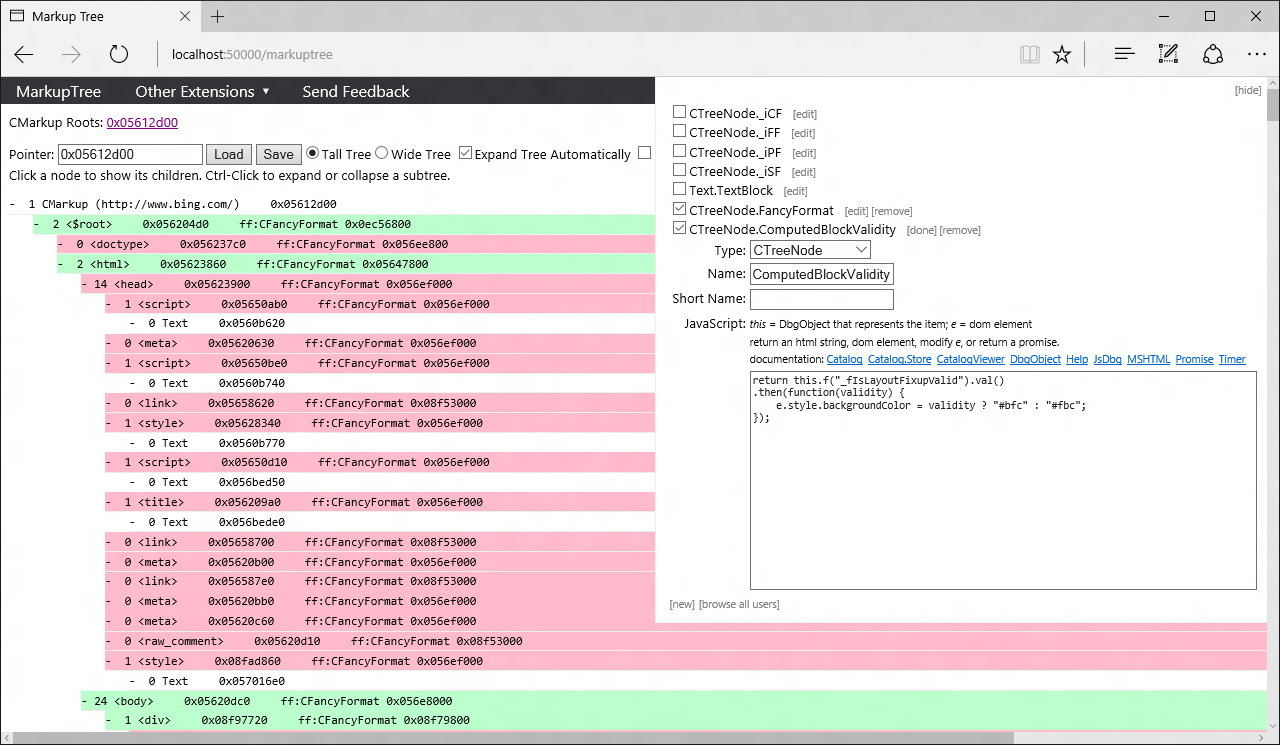 Markup Tree
localhost:50000/markuptree
MarkupTree Other Extensions ▼ Send Feedback
CMarkup Roots: 0x05612d00
Pointer: 0x05612d00 Load Save Tall Tree Wide Tree Expand Tree Automatically
Click a node to show its children. Ctrl-Click to expand or collapse a subtree.
- 1 CMarkup (http://www.bing.com/) 0x05612d00
- 2 <$root> 0x056204d0 ff:CFancyFormat 0x0ec56800
- 0 <doctype> 0x056237c0 ff:CFancyFormat 0x056ee800
- 2 <html> 0x05623860 ff:CFancyFormat 0x05647800
- 14 <head> 0x05623900 ff:CFancyFormat 0x056ef000
- 1 <script> 0x05650ab0 ff:CFancyFormat 0x056ef000
- 0 Text 0x0560b620
- 0 <meta> 0x05620630 ff:CFancyFormat 0x056ef000
- 1 <script> 0x05650be0 ff:CFancyFormat 0x056ef000
- 0 Text 0x0560b740
- 0 <link> 0x05658620 ff:CFancyFormat 0x08f53000
- 1 <style> 0x05628340 ff:CFancyFormat 0x056ef000
- 0 Text 0x0560b770
- 1 <script> 0x05650d10 ff:CFancyFormat 0x056ef000
- 0 Text 0x056bed50
- 1 <title> 0x056209a0 ff:CFancyFormat 0x056ef000
- 0 Text 0x056bede0
- 0 <link> 0x05658700 ff:CFancyFormat 0x08f53000
- 0 <meta> 0x05620b00 ff:CFancyFormat 0x056ef000
- 0 <link> 0x056587e0 ff:CFancyFormat 0x08f53000
- 0 <meta> 0x05620bb0 ff:CFancyFormat 0x056ef000
- 0 <meta> 0x05620c60 ff:CFancyFormat 0x056ef000
- 0 <raw_comment> 0x05620d10 ff:CFancyFormat 0x08f53000
- 1 <style> 0x08fad860 ff:CFancyFormat 0x056ef000
- 0 Text 0x057016e0
- 24 <body> 0x05620dc0 ff:CFancyFormat 0x056e8000
- 1 <div> 0x08f97720 ff:CFancyFormat 0x08f79800
[hide]
CTreeNode._iCF [edit]
CTreeNode._iFF [edit]
CTreeNode._iPF [edit]
CTreeNode._iSF [edit]
Text.TextBlock [edit]
CTreeNode.FancyFormat [edit] [remove]
CTreeNode.ComputedBlockValidity [done] [remove]
Type: CTreeNode
Name: ComputedBlockValidity
Short Name:
JavaScript: this = DbgObject that represents the item; e = dom element
return an html string, dom element, modify e, or return a promise.
documentation: Catalog Catalog.Store CatalogViewer DbgObject Help JsDbg MSHTML Promise Timer
return this.f("_fIsLayoutFixupValid").val()
.then(function(validity) {
e.style.backgroundColor = validity ? "#bfc" : "#fbc";
});
[new] [browse all users]